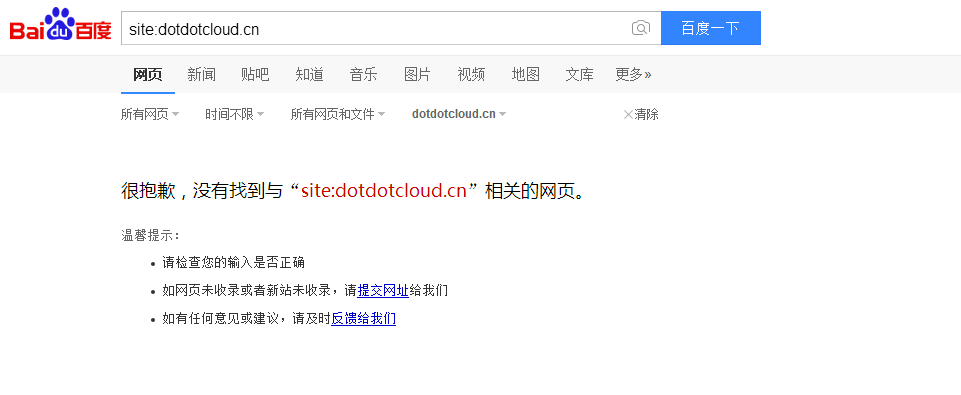 Bai du 百度 site:dotdotcloud.cn 百度一下
网页 新闻 贴吧 知道 音乐 图片 视频 地图 文库 更多»
所有网页 时间不限 所有网页和文件 dotdotcloud.cn ×清除
很抱歉，没有找到与“site:dotdotcloud.cn”相关的网页。
温馨提示：
• 请检查您的输入是否正确
• 如网页未收录或者新站未收录，请提交网址给我们
• 如有任何意见或建议，请及时反馈给我们